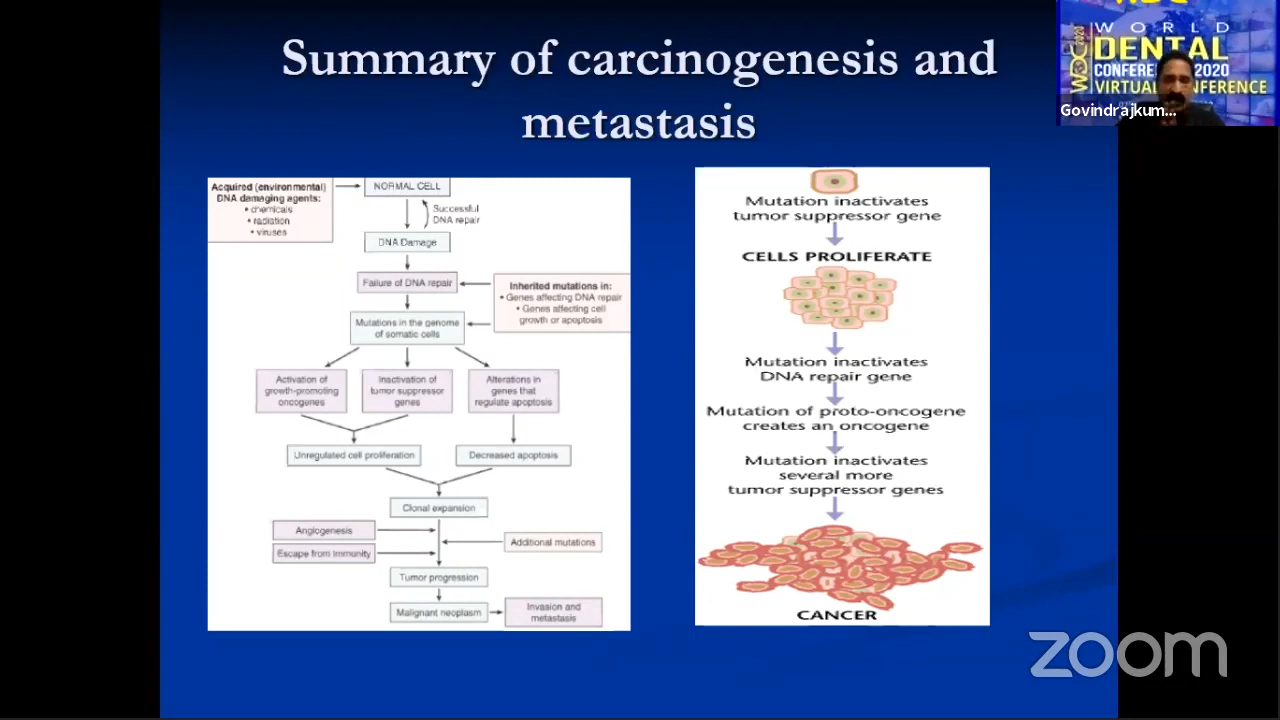 Summary of carcinogenesis and
metastasis
Acquired (environmental)
DNA damaging agents:
• chemicals
• radiation
• viruses
NORMAL CELL
Successful
DNA repair
DNA Damage
Failure of DNA repair
Inherited mutations in:
• Genes affecting DNA repair
• Genes affecting cell
growth or apoptosis
Mutations in the genome
of somatic cells
Activation of
growth-promoting
oncogenes
Inactivation of
tumor suppressor
genes
Alterations in
genes that
regulate apoptosis
Unregulated cell proliferation
Decreased apoptosis
Clonal expansion
Angiogenesis
Additional mutations
Escape from immunity
Tumor progression
Malignant neoplasm
Invasion and
metastasis
Mutation inactivates
tumor suppressor gene
CELLS PROLIFERATE
Mutation inactivates
DNA repair gene
Mutation of proto-oncogene
creates an oncogene
Mutation inactivates
several more
tumor suppressor genes
CANCER
WORLD
DENTAL
2020
Govindrajkum...
zoom